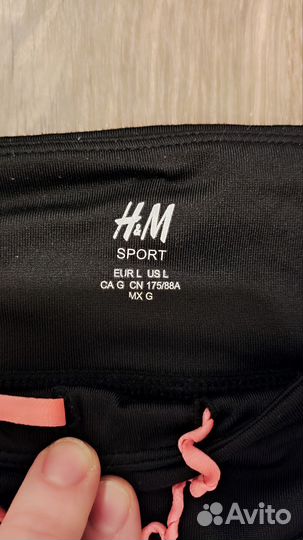 H&M
SPORT
EUR L US L
CA G CN 175/88A
MX G
Avito